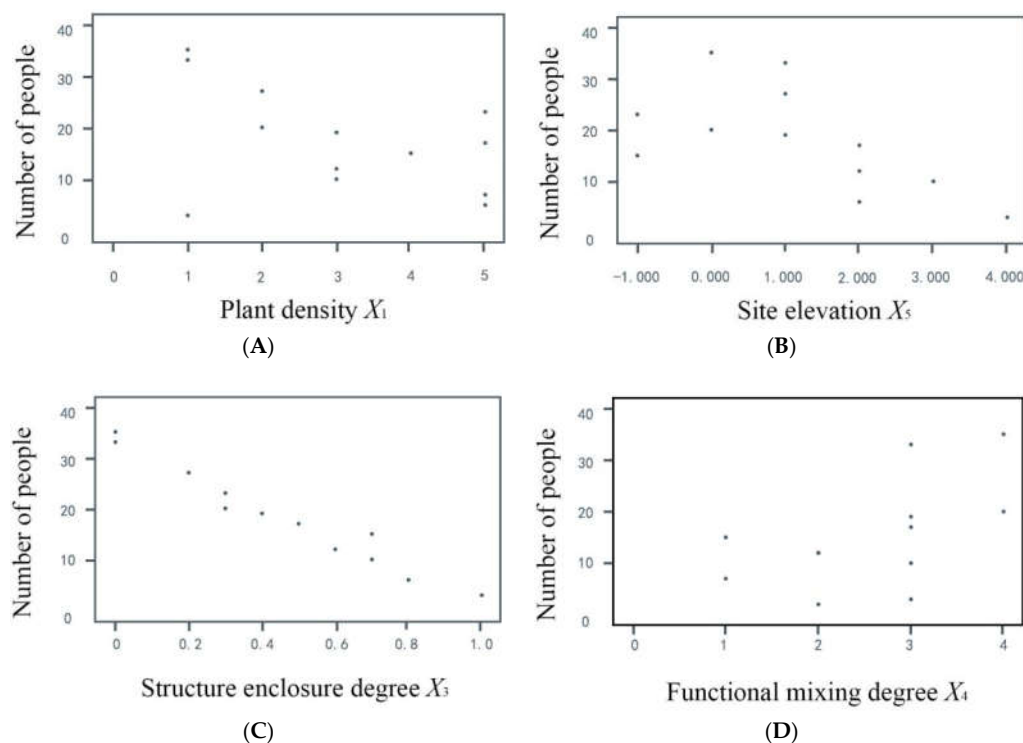 Number of people
40
30
20
10
0
0 1 2 3 4 5
Plant density X1
(A)
Number of people
40
30
20
10
0
-1.000 0.000 1.000 2.000 3.000 4.000
Site elevation X5
(B)
Number of people
40
30
20
10
0
0 0.2 0.4 0.6 0.8 1.0
Structure enclosure degree X3
(C)
Number of people
40
30
20
10
0
0 1 2 3 4
Functional mixing degree X4
(D)